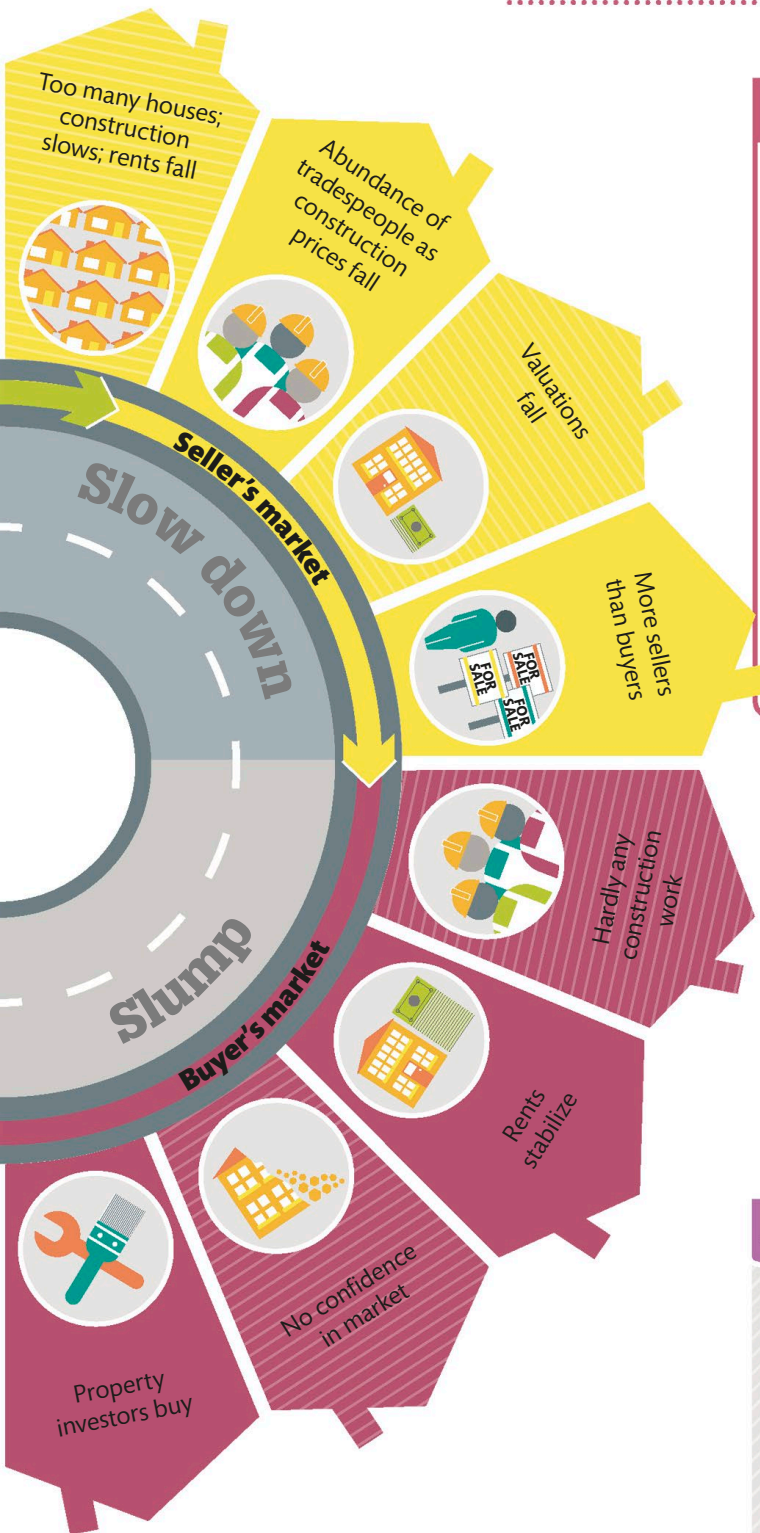 Too many houses;
construction
slows; rents fall
Abundance of
tradespeople as
construction
prices fall
Valuations
fall
More sellers
than buyers
FOR
SALE
FOR
SALE
FOR
SALE
Seller's market
Slow down
Hardly any
construction
work
Rents
stabilize
No confidence
in market
Property
investors buy
Buyer's market
Slump